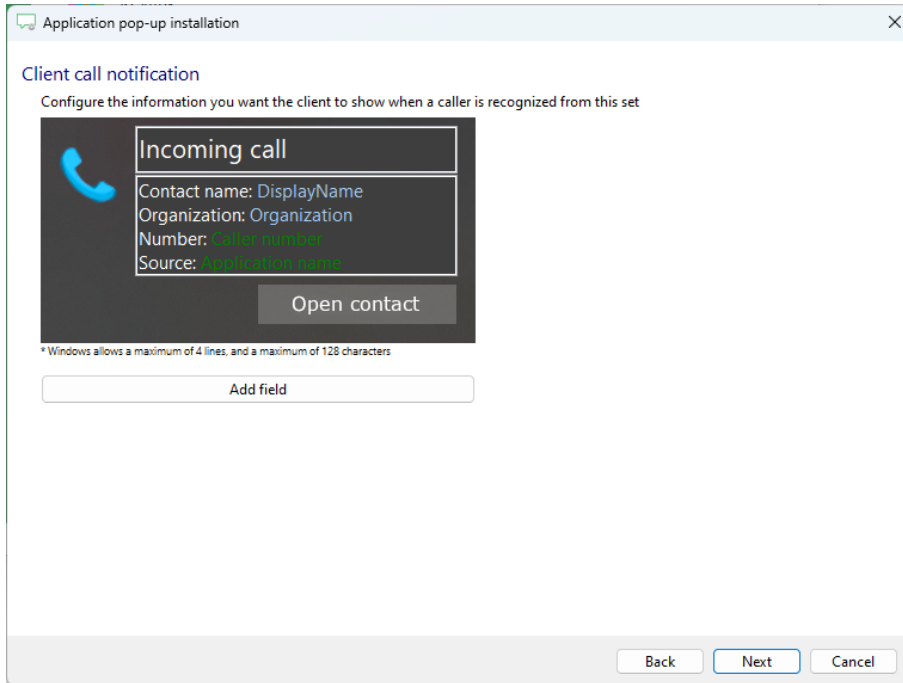 Application pop-up installation
Client call notification
Configure the information you want the client to show when a caller is recognized from this set
Incoming call
Contact name: DisplayName
Organization: Organization
Number: Caller number
Source: Application name
Open contact
* Windows allows a maximum of 4 lines, and a maximum of 128 characters
Add field
Back
Next
Cancel